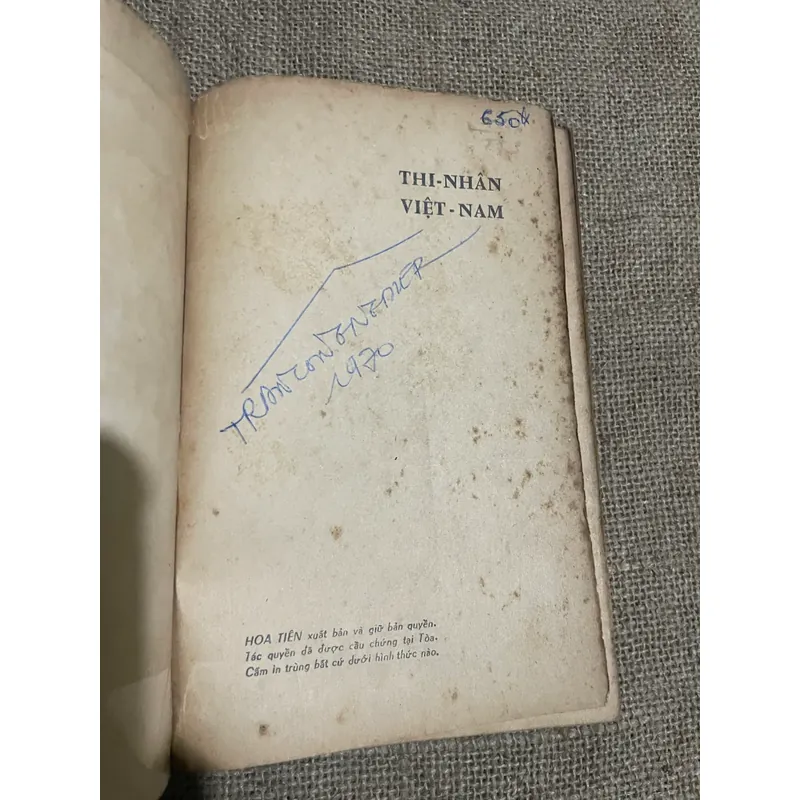 650đ
THI-NHÂN
VIỆT-NAM
1970
HOA TIÊN xuất bản và giữ bản quyền.
Tác quyền đã được cầu chứng tại Tòa.
Cấm in trùng bất cứ dưới hình thức nào.